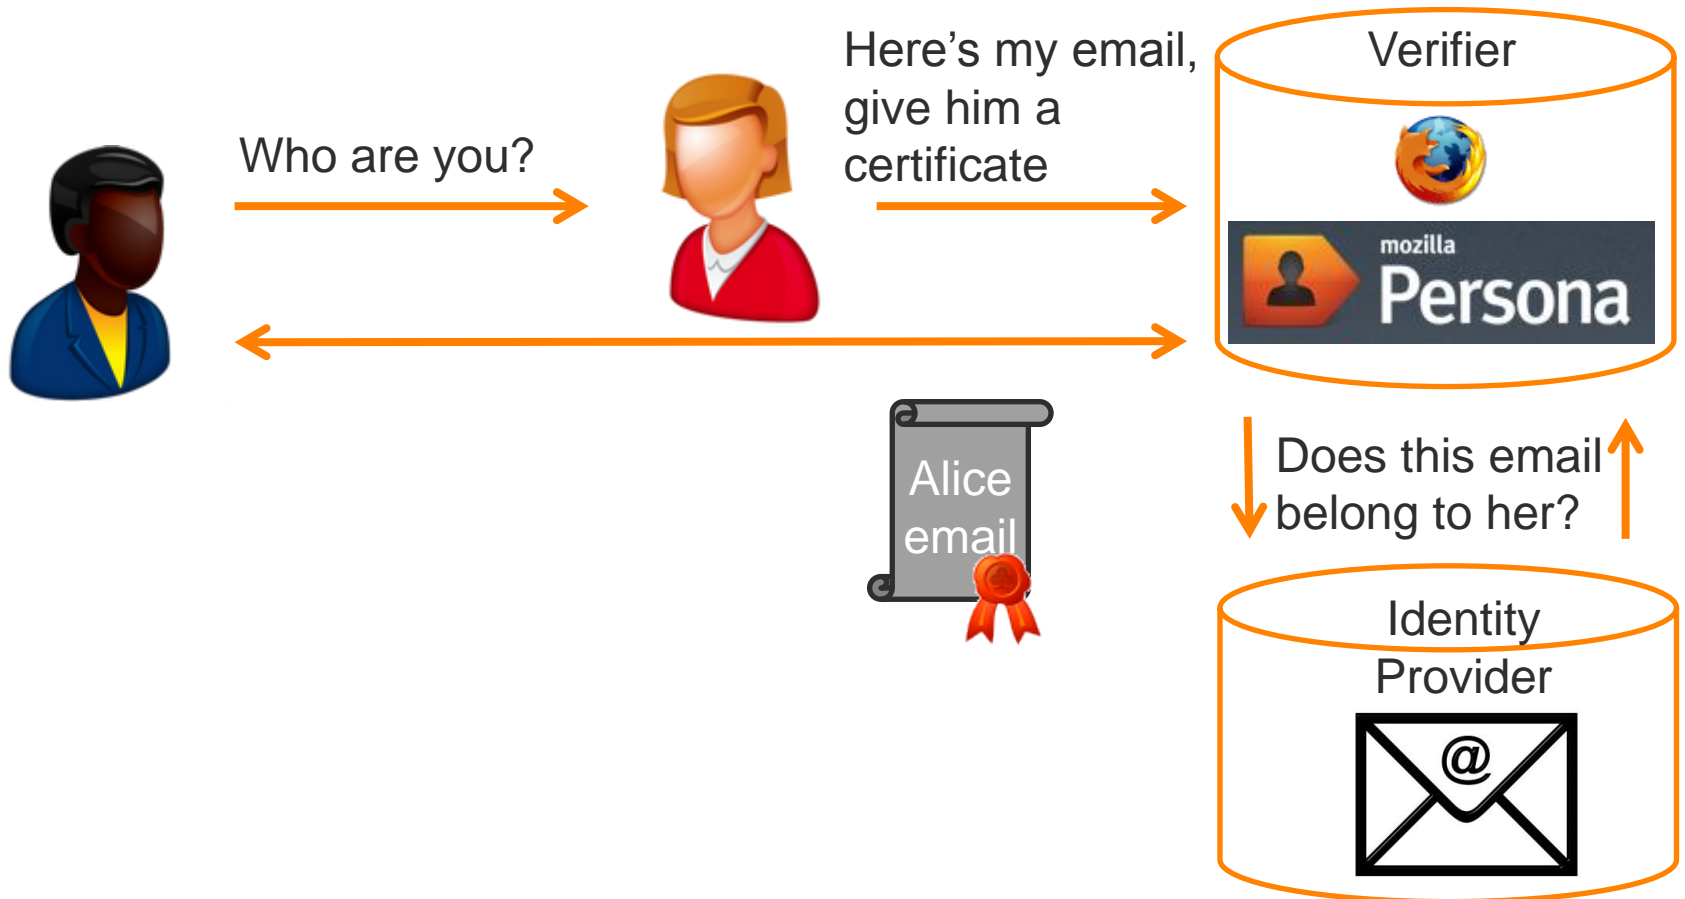 Who are you?
Here’s my email,
give him a
certificate
Verifier
mozilla
Persona
Alice
email
Does this email
belong to her?
Identity
Provider
@